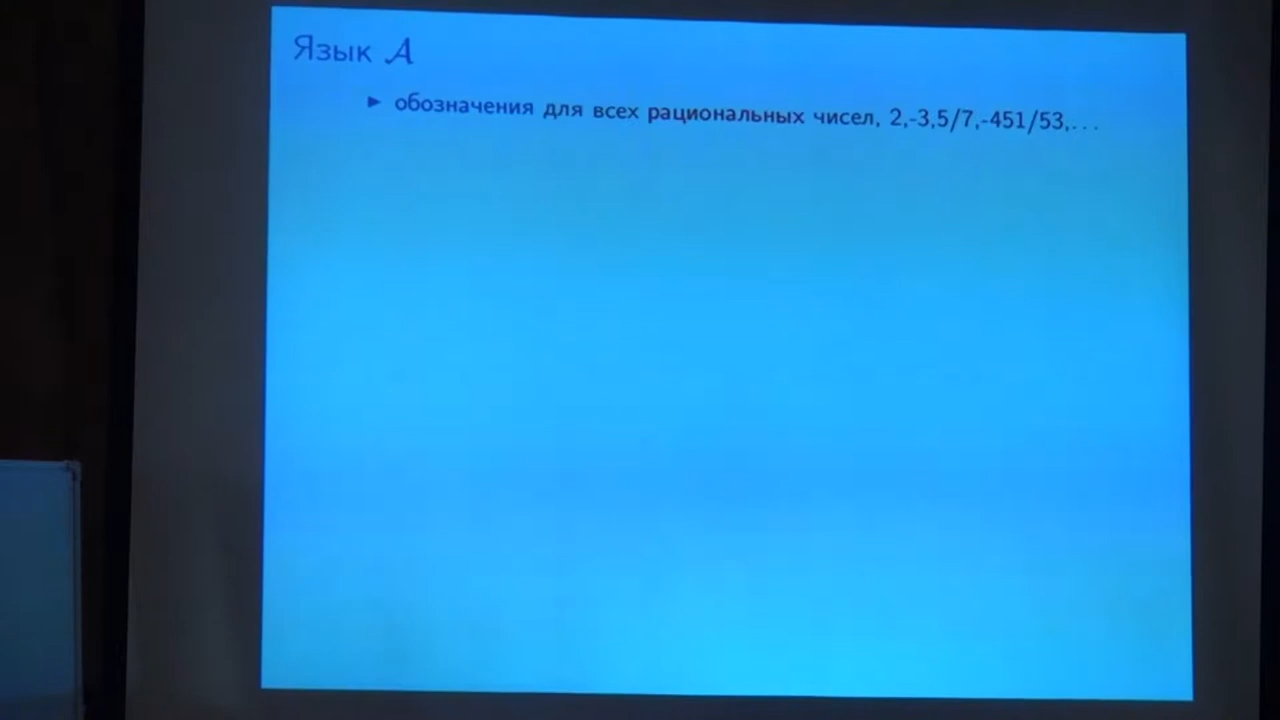 Язык 𝒜
▶ обозначения для всех рациональных чисел, 2,-3,5/7,-451/53,...